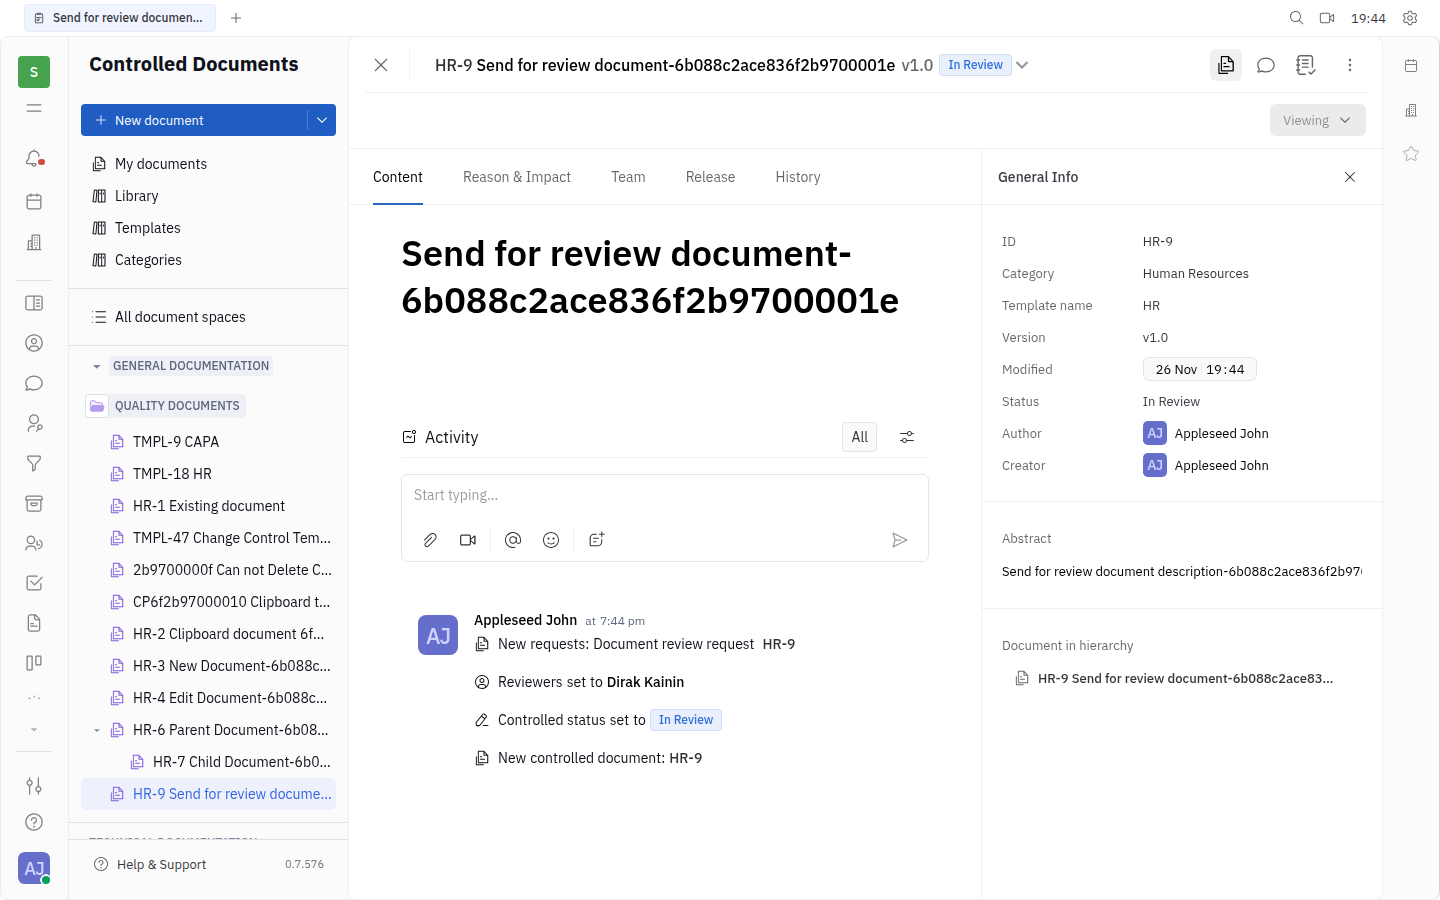 Send for review documen...
19:44
S
Controlled Documents
HR-9 Send for review document-6b088c2ace836f2b9700001e v1.0 In Review
New document
Viewing
My documents
Library
Templates
Categories
All document spaces
GENERAL DOCUMENTATION
QUALITY DOCUMENTS
TMPL-9 CAPA
TMPL-18 HR
HR-1 Existing document
TMPL-47 Change Control Tem...
2b9700000f Can not Delete C...
CP6f2b97000010 Clipboard t...
HR-2 Clipboard document 6f...
HR-3 New Document-6b088c...
HR-4 Edit Document-6b088c...
HR-6 Parent Document-6b08...
HR-7 Child Document-6b0...
HR-9 Send for review docume...
TECHNICAL DOCUMENTATION
Help & Support 0.7.576
AJ
Content Reason & Impact Team Release History
Send for review document-
6b088c2ace836f2b9700001e
Activity
All
Start typing...
AJ
Appleseed John at 7:44 pm
New requests: Document review request HR-9
Reviewers set to Dirak Kainin
Controlled status set to In Review
New controlled document: HR-9
General Info
ID HR-9
Category Human Resources
Template name HR
Version v1.0
Modified 26 Nov 19:44
Status In Review
Author AJ Appleseed John
Creator AJ Appleseed John
Abstract
Send for review document description-6b088c2ace836f2b97
Document in hierarchy
HR-9 Send for review document-6b088c2ace83...